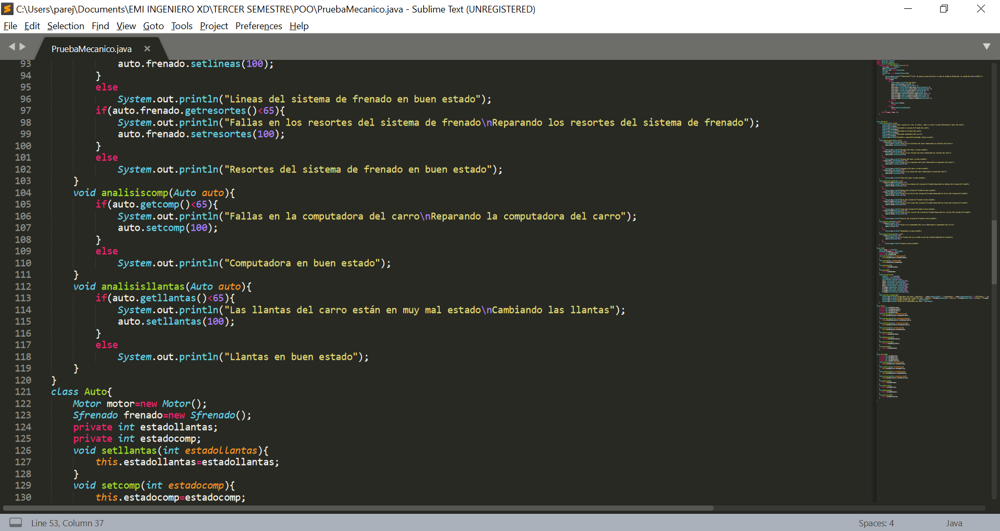 C:\Users\parej\Documents\EMI INGENIERO XD\TERCER SEMESTRE\POO\PruebaMecanico.java - Sublime Text (UNREGISTERED)
File Edit Selection Find View Goto Tools Project Preferences Help
PruebaMecanico.java
93 auto.frenado.setlineas(100);
94 }
95 else
96 System.out.println("Lineas del sistema de frenado en buen estado");
97 if(auto.frenado.getresortes()<65){
98 System.out.println("Fallas en los resortes del sistema de frenado\nReparando los resortes del sistema de frenado");
99 auto.frenado.setresortes(100);
100 }
101 else
102 System.out.println("Resortes del sistema de frenado en buen estado");
103 }
104 void analisiscomp(Auto auto){
105 if(auto.getcomp()<65){
106 System.out.println("Fallas en la computadora del carro\nReparando la computadora del carro");
107 auto.setcomp(100);
108 }
109 else
110 System.out.println("Computadora en buen estado");
111 }
112 void analisisllantas(Auto auto){
113 if(auto.getllantas()<65){
114 System.out.println("Las llantas del carro están en muy mal estado\nCambiando las llantas");
115 auto.setllantas(100);
116 }
117 else
118 System.out.println("Llantas en buen estado");
119 }
120 }
121 class Auto{
122 Motor motor=new Motor();
123 Sfrenado frenado=new Sfrenado();
124 private int estadollantas;
125 private int estadocomp;
126 void setllantas(int estadollantas){
127 this.estadollantas=estadollantas;
128 }
129 void setcomp(int estadocomp){
130 this.estadocomp=estadocomp;
Line 53, Column 37 Spaces: 4 Java